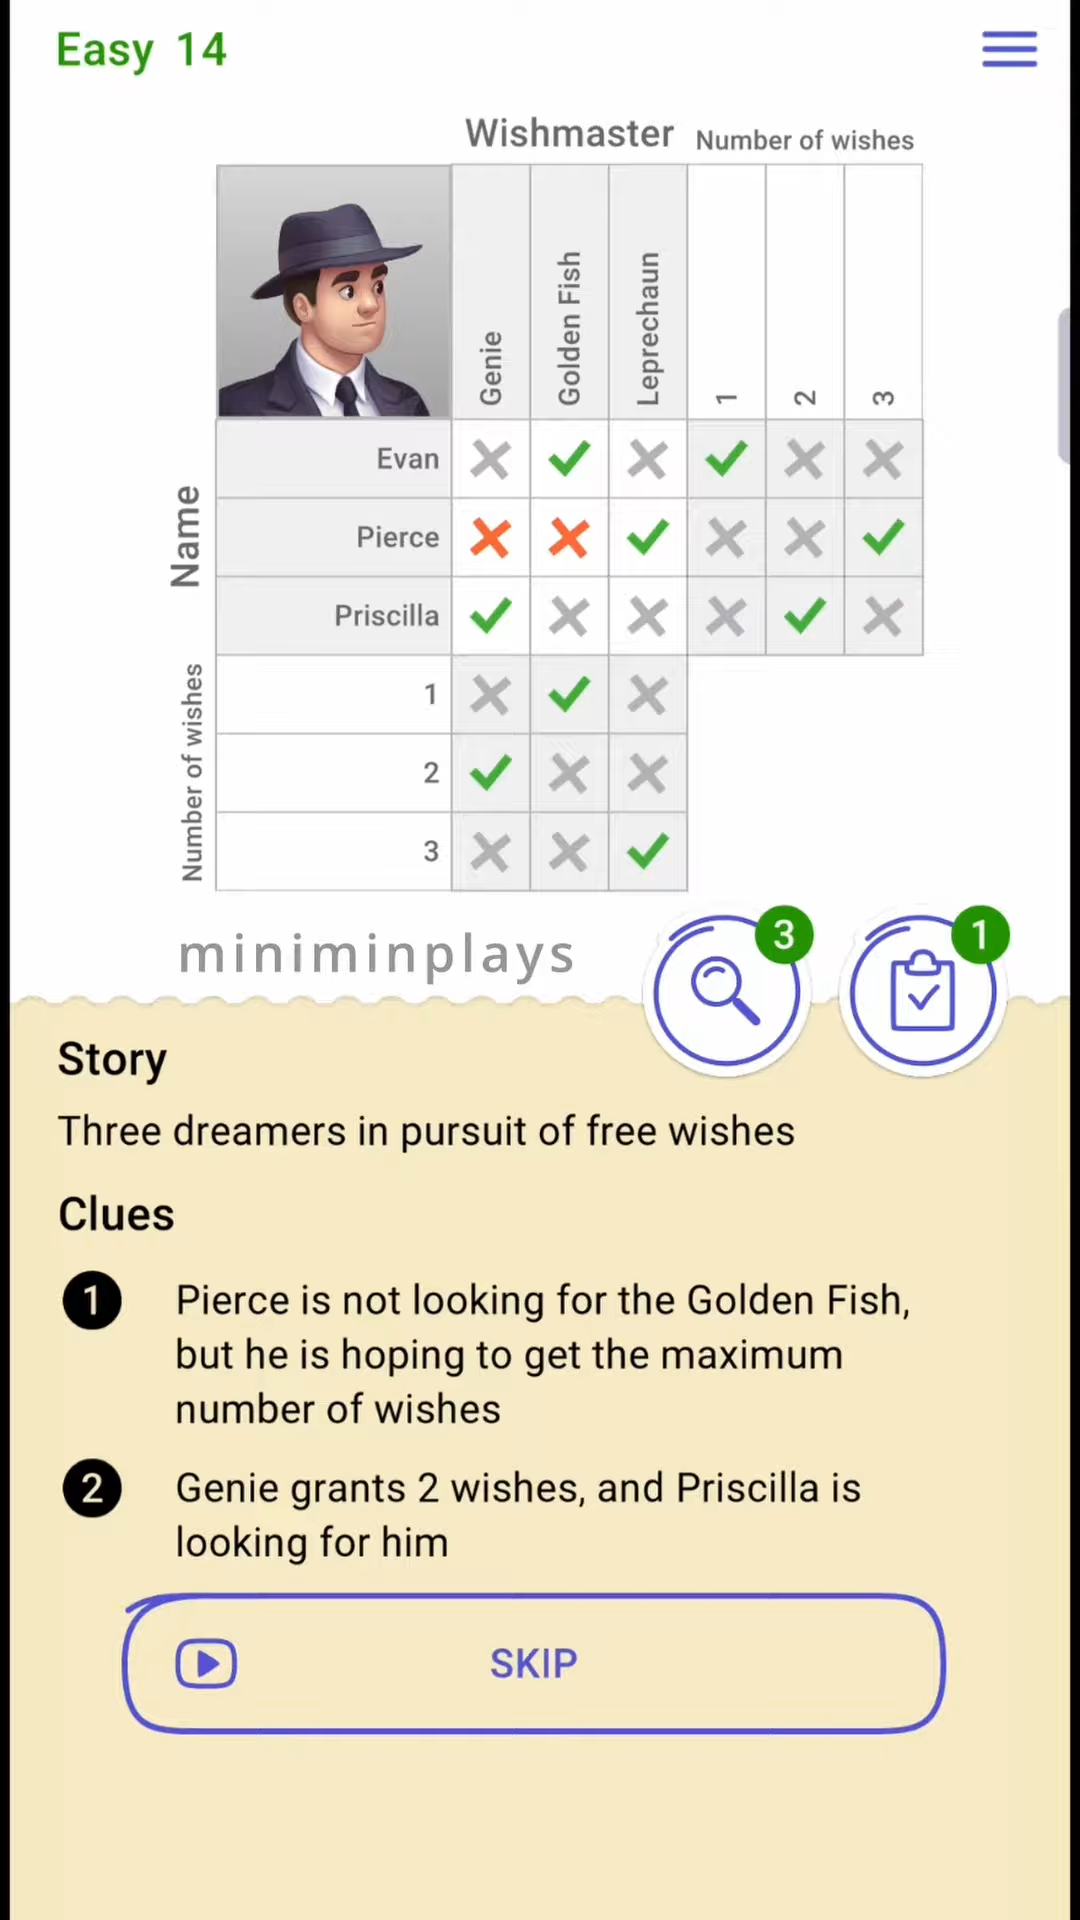 Easy 14
Wishmaster
Number of wishes
Genie
Golden Fish
Leprechaun
1
2
3
Name
Evan
Pierce
Priscilla
Number of wishes
1
2
3
miniminplays
3
1
Story
Three dreamers in pursuit of free wishes
Clues
1
Pierce is not looking for the Golden Fish,
but he is hoping to get the maximum
number of wishes
2
Genie grants 2 wishes, and Priscilla is
looking for him
SKIP